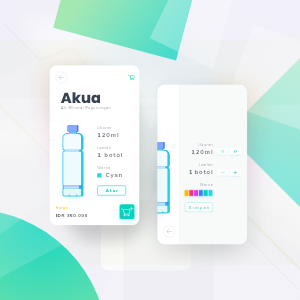 Akua
Air Mineral Pegunungan
Ukuran
120ml
Jumlah
1 botol
Warna
Cyan
Atur
Harga
IDR 350.000
Ukuran
120ml
Jumlah
1 botol
Warna
Simpan